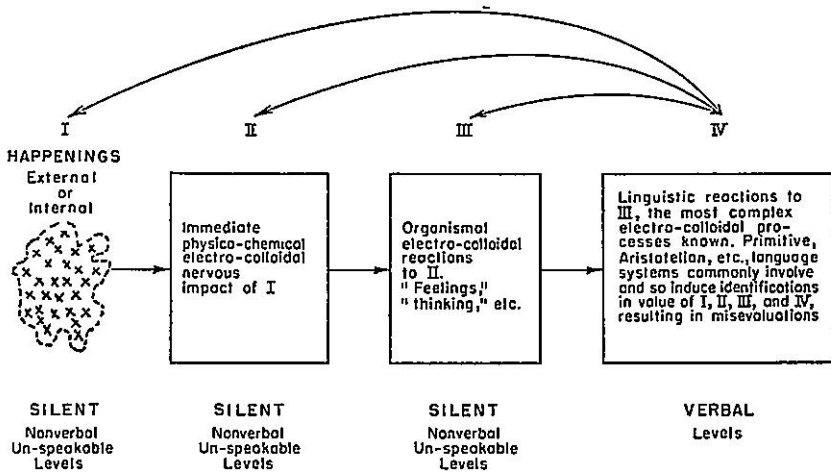 I
II
III
IV
HAPPENINGS
External
or
Internal
Immediate
physico-chemical
electro-colloidal
nervous
impact of I
Organismal
electro-colloidal
reactions
to II.
"Feelings,"
"thinking," etc.
Linguistic reactions to
III, the most complex
electro-colloidal pro-
cesses known. Primitive,
Aristotelian, etc., language
systems commonly involve
and so induce identifications
in value of I, II, III, and IV,
resulting in misevaluations
SILENT
Nonverbal
Un-speakable
Levels
SILENT
Nonverbal
Un-speakable
Levels
SILENT
Nonverbal
Un-speakable
Levels
VERBAL
Levels